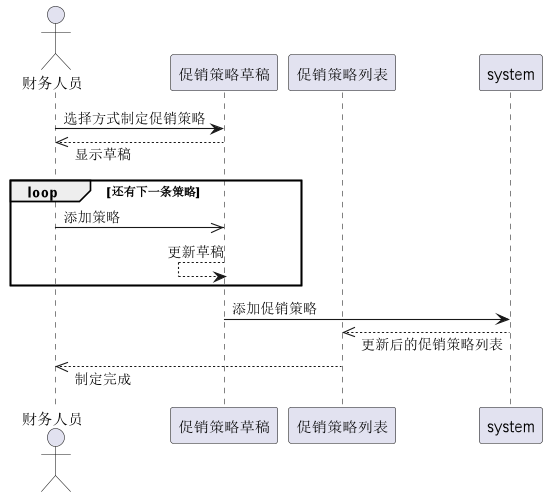 财务人员
促销策略草稿
促销策略列表
system
选择方式制定促销策略
显示草稿
loop
[还有下一条策略]
添加策略
更新草稿
添加促销策略
更新后的促销策略列表
制定完成
财务人员
促销策略草稿
促销策略列表
system